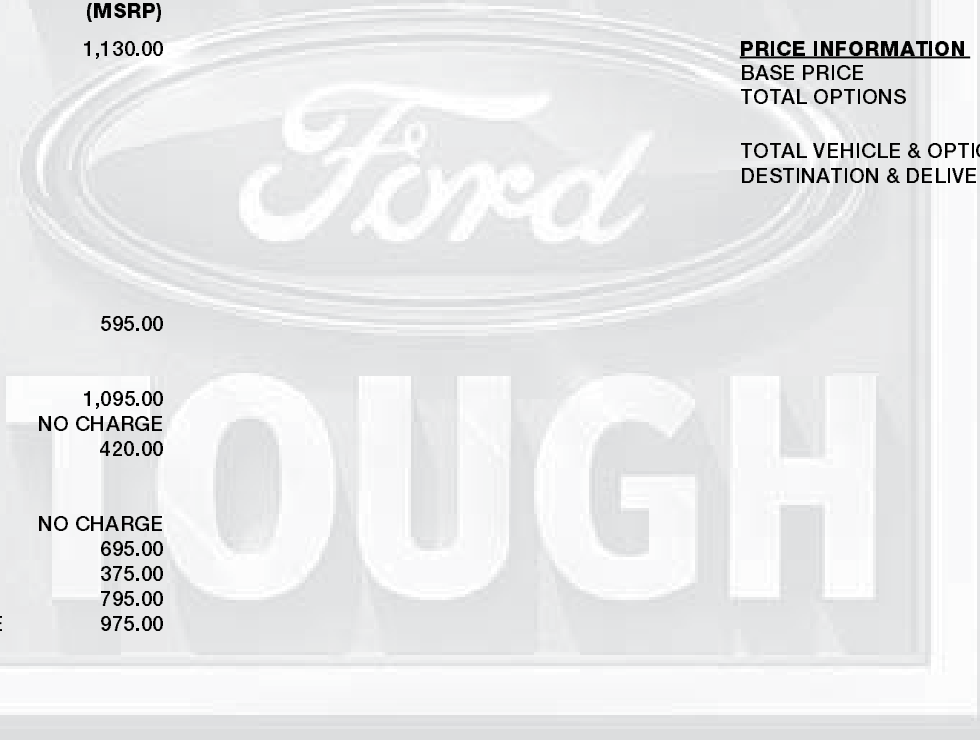 (MSRP)
1,130.00
595.00
1,095.00
NO CHARGE
420.00
NO CHARGE
695.00
375.00
795.00
975.00
PRICE INFORMATION
BASE PRICE
TOTAL OPTIONS
TOTAL VEHICLE & OPTIO
DESTINATION & DELIVE
Ford
TOUGH